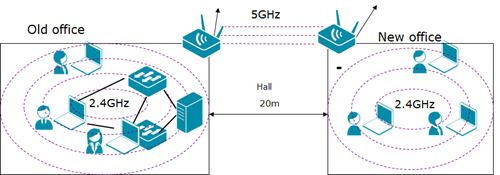 5GHz
Old office
New office
Hall
20m
2.4GHz
2.4GHz